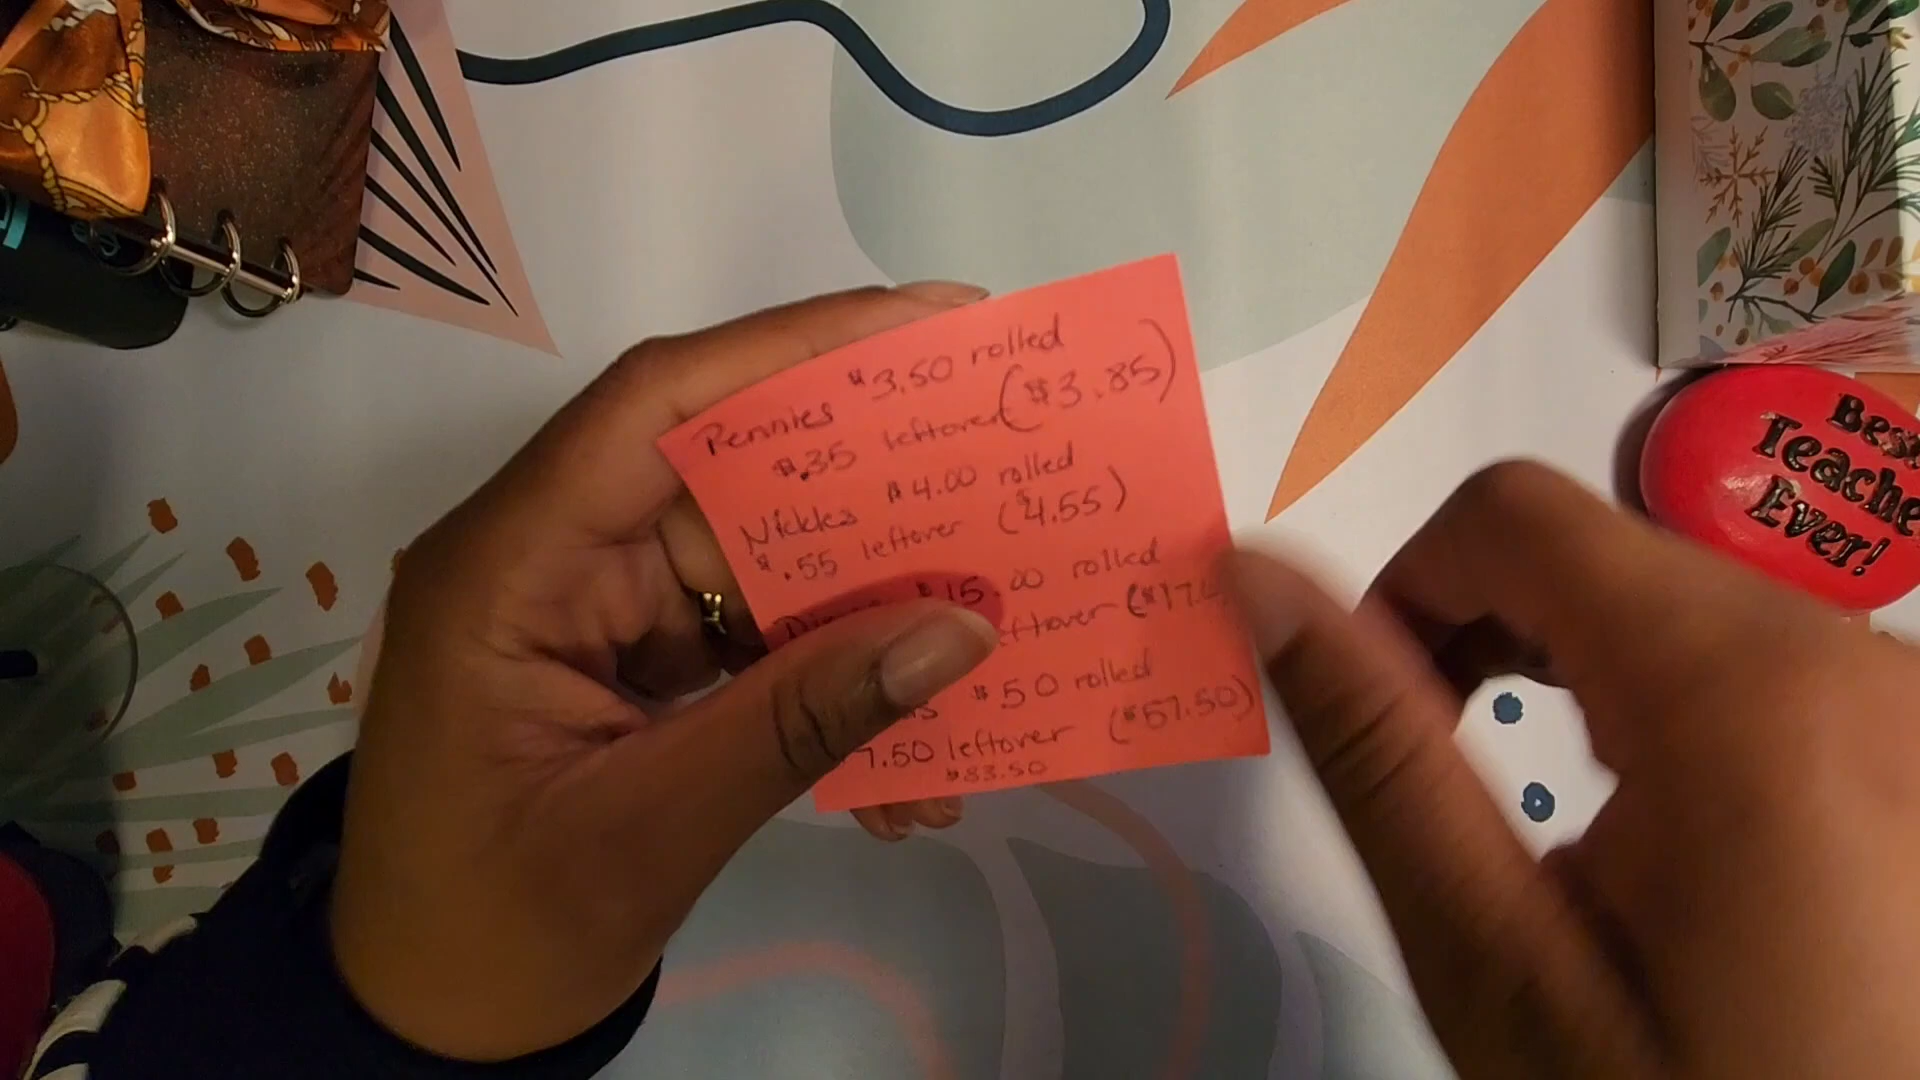 Pennies $3.50 rolled
$.35 leftover ($3.85)
Nickles $4.00 rolled
$.55 leftover ($4.55)
$15.00 rolled
leftover
$50 rolled
7.50 leftover ($57.50)
$83.50
Best
Teacher
Ever!